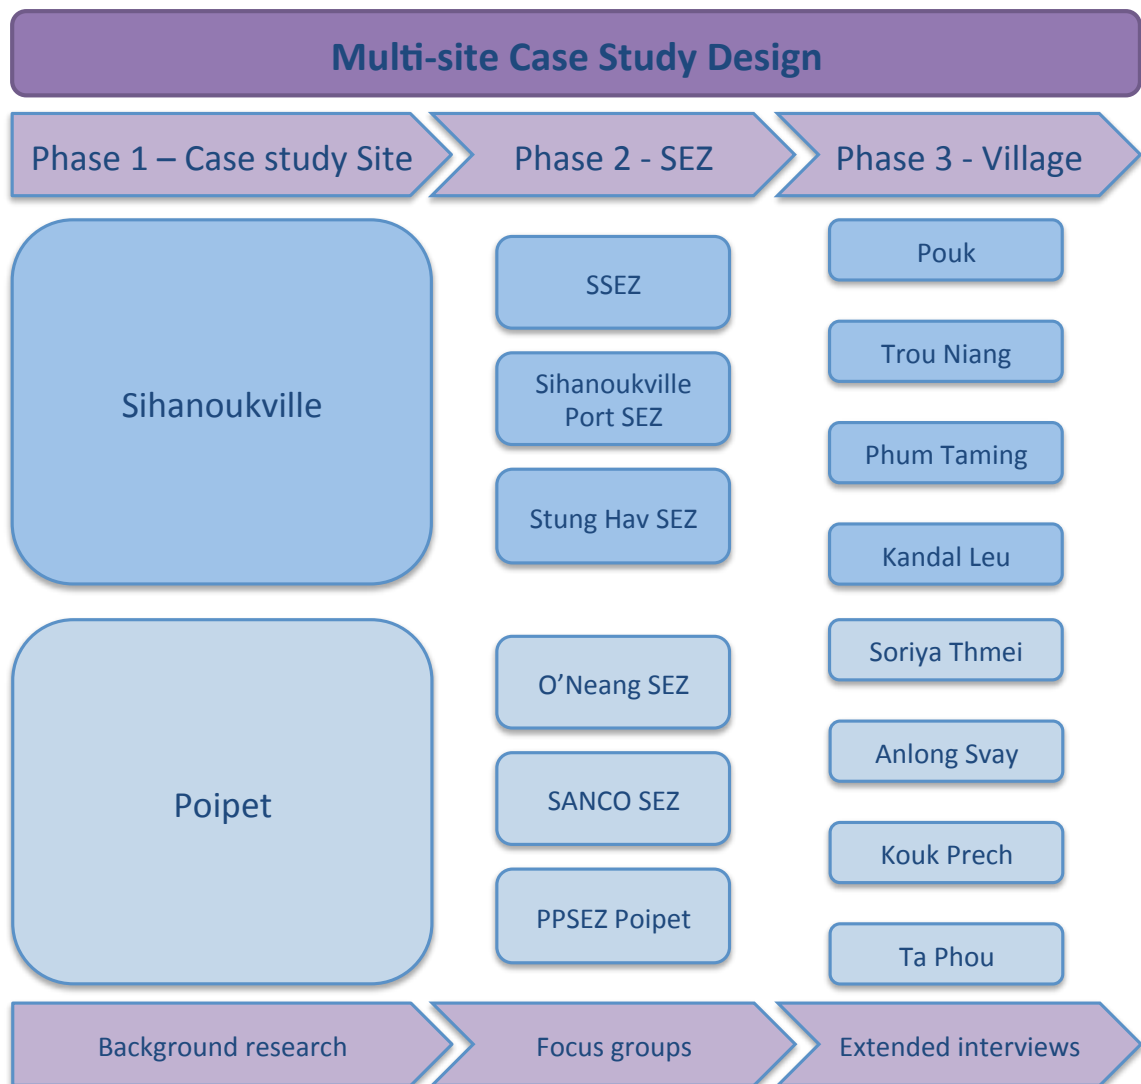 Multi-site Case Study Design
Phase 1 – Case study Site
Phase 2 - SEZ
Phase 3 - Village
Sihanoukville
SSEZ
Sihanoukville
Port SEZ
Stung Hav SEZ
Pouk
Trou Niang
Phum Taming
Kandal Leu
Poipet
O’Neang SEZ
SANCO SEZ
PPSEZ Poipet
Soriya Thmei
Anlong Svay
Kouk Prech
Ta Phou
Background research
Focus groups
Extended interviews